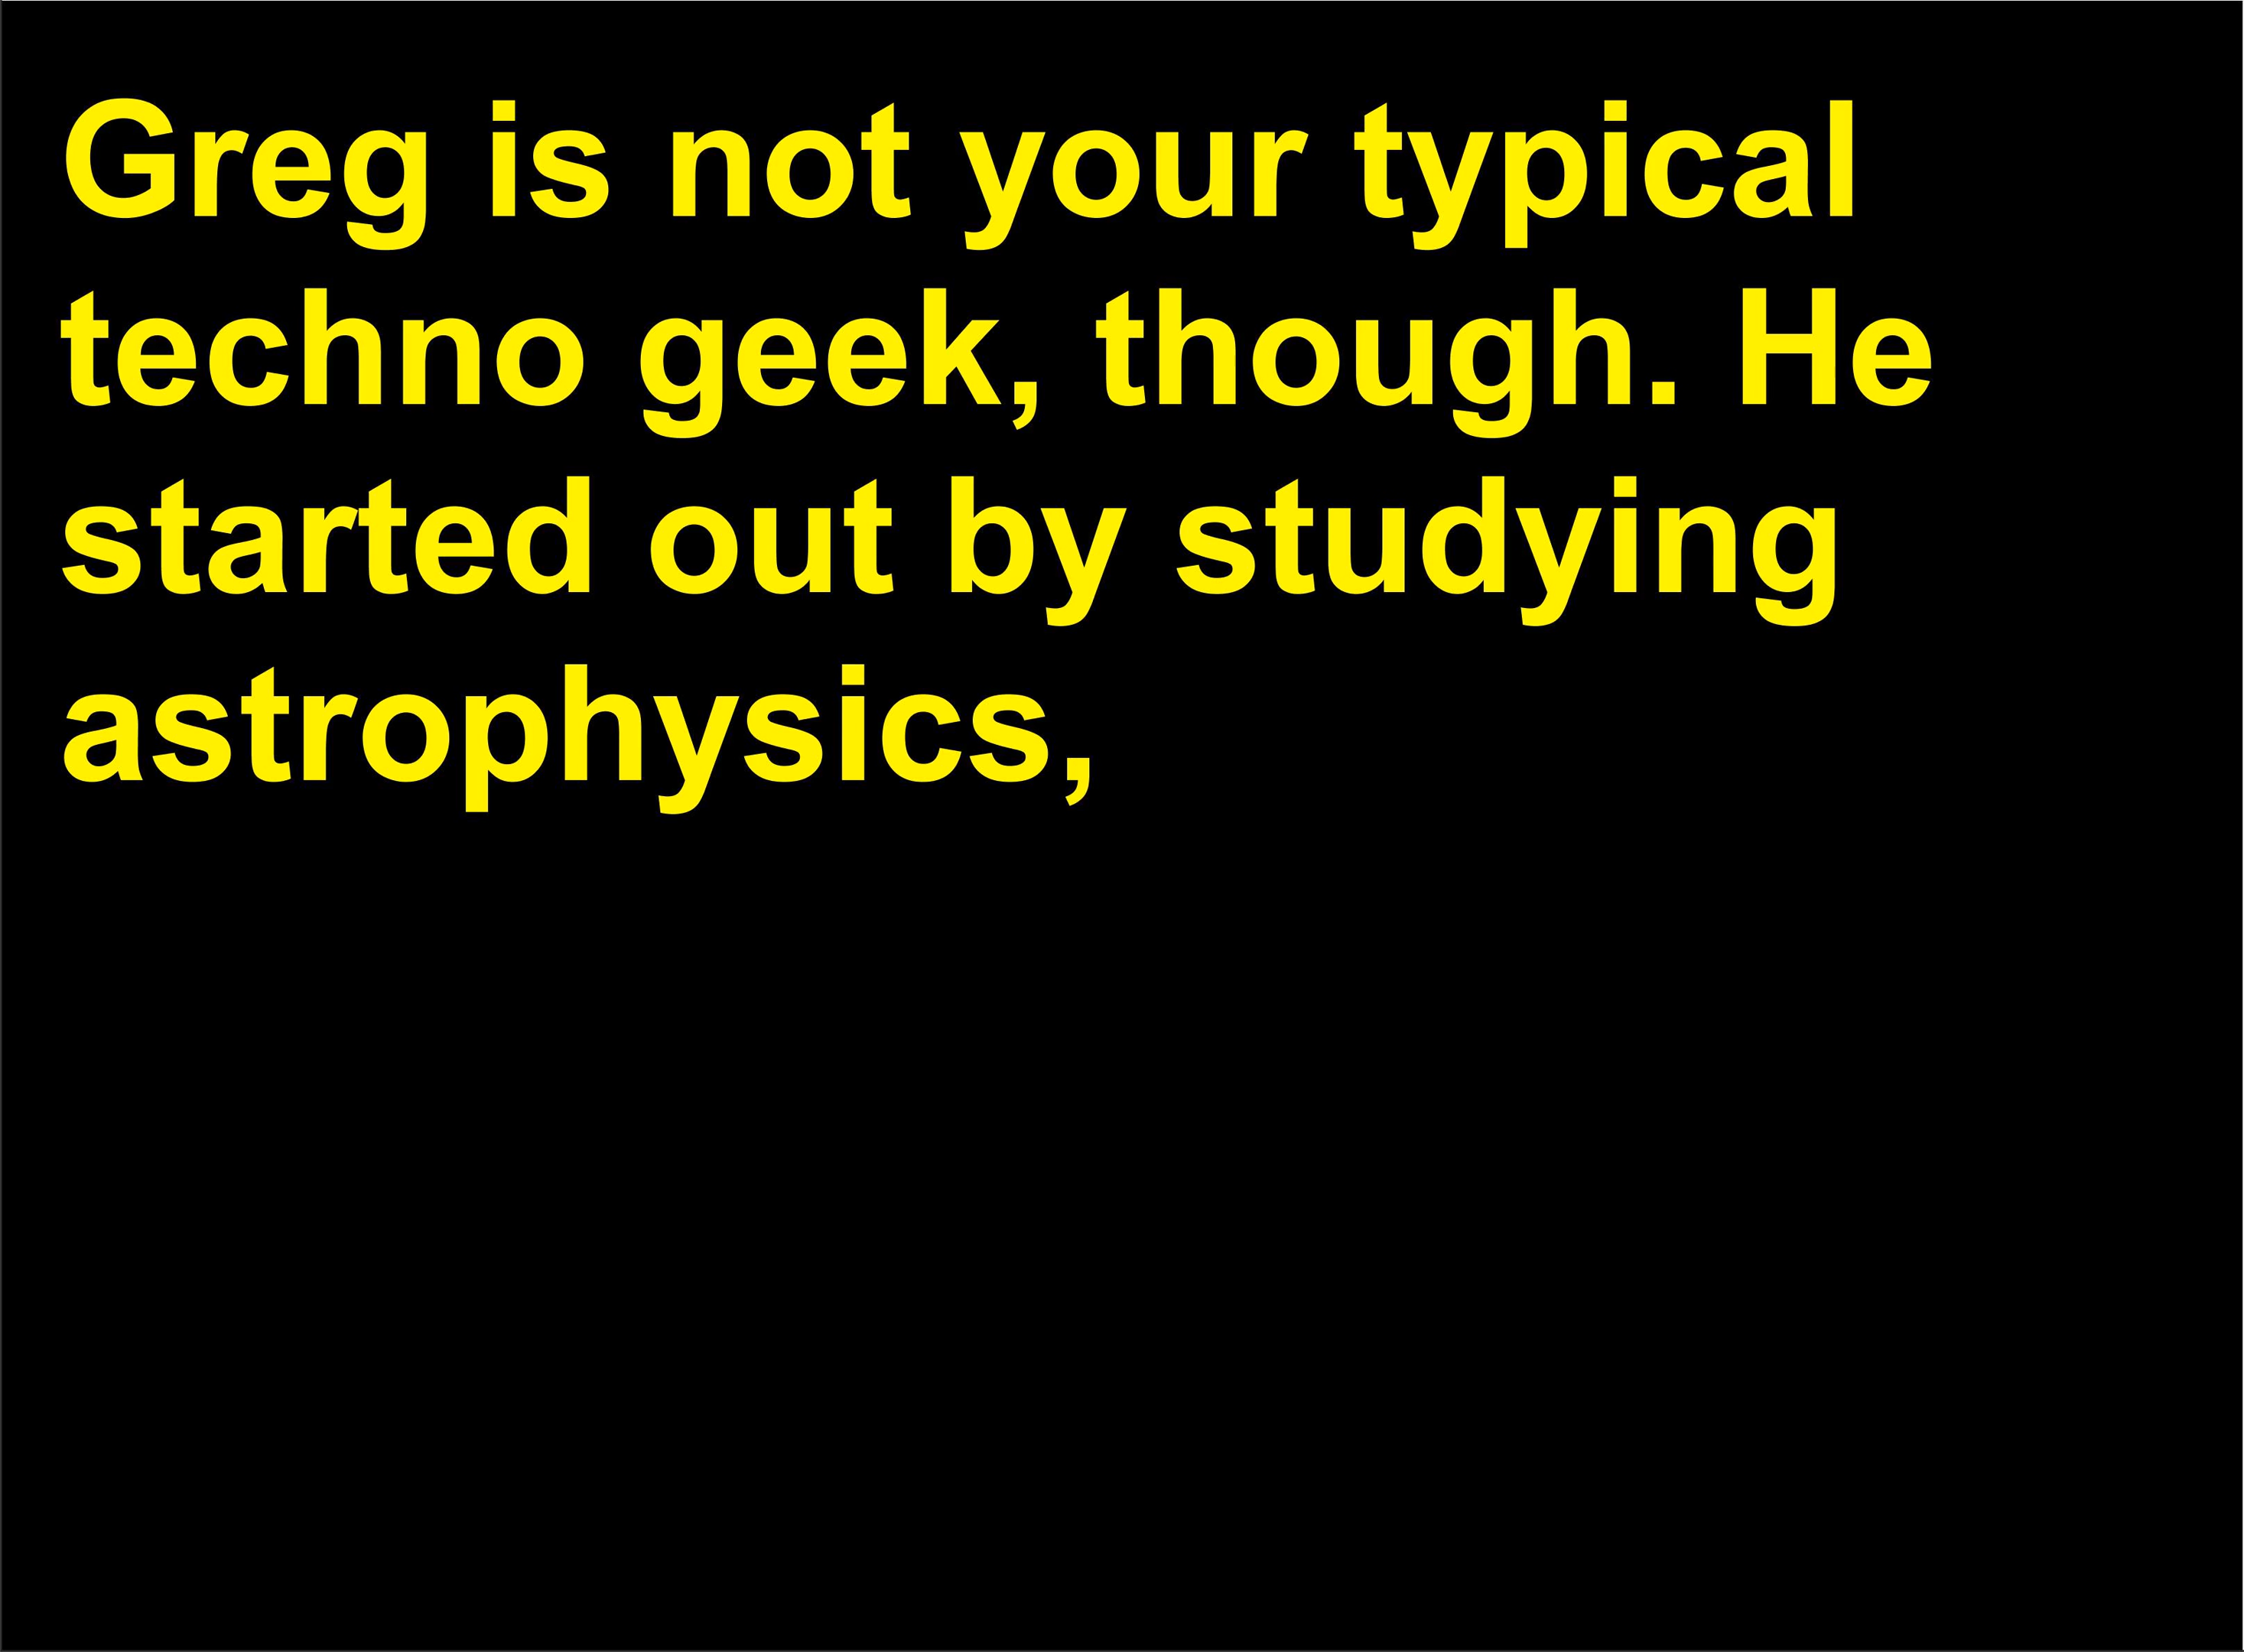 Greg is not your typical
techno geek, though. He
started out by studying
astrophysics,